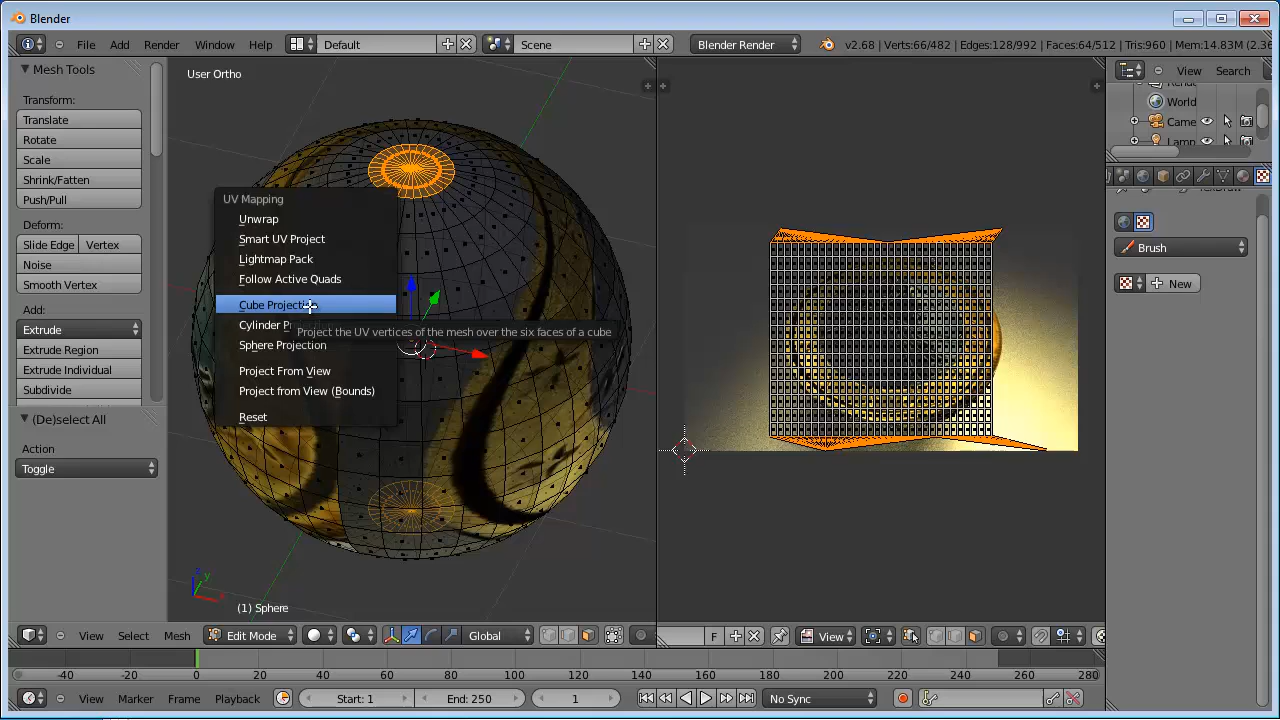 Blender
File Add Render Window Help Default Scene Blender Render v2.68 | Verts:66/482 | Edges:128/992 | Faces:64/512 | Tris:960 | Mem:14.83M (2.36
Mesh Tools
Transform:
Translate
Rotate
Scale
Shrink/Fatten
Push/Pull
Deform:
Slide Edge Vertex
Noise
Smooth Vertex
Add:
Extrude
Extrude Region
Extrude Individual
Subdivide
(De)select All
Action
Toggle
User Ortho
UV Mapping
Unwrap
Smart UV Project
Lightmap Pack
Follow Active Quads
Cube Projecti
Cylinder P
Project the UV vertices of the mesh over the six faces of a cube
Sphere Projection
Project From View
Project from View (Bounds)
Reset
z
y
x
(1) Sphere
View Search
World
Came
Lamp
Brush
New
View Select Mesh Edit Mode Global
F View
-40 -20 0 20 40 60 80 100 120 140 160 180 200 220 240 260 280
View Marker Frame Playback Start: 1 End: 250 1 No Sync